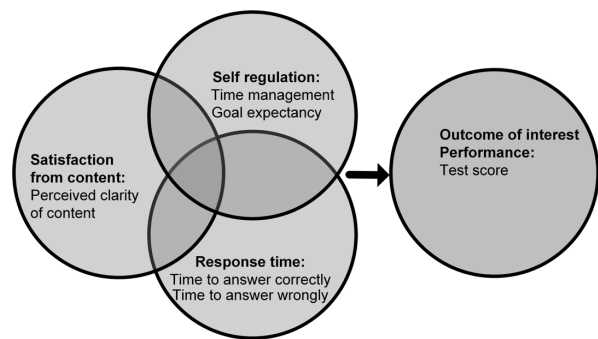 Self regulation:
Time management
Goal expectancy
Satisfaction
from content:
Perceived clarity
of content
Response time:
Time to answer correctly
Time to answer wrongly
Outcome of interest
Performance:
Test score